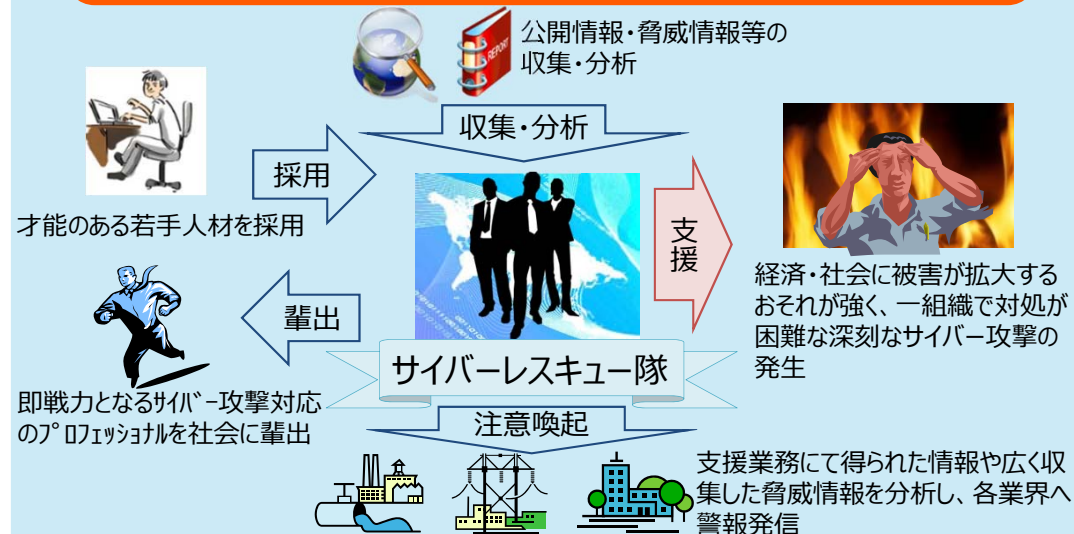 公開情報・脅威情報等の
収集・分析
REPORT
収集・分析
採用
才能のある若手人材を採用
支援
経済・社会に被害が拡大する
おそれが強く、一組織で対処が
困難な深刻なサイバー攻撃の
発生
輩出
サイバーレスキュー隊
即戦力となるｻｲﾊﾞｰ攻撃対応
のﾌﾟﾛﾌｪｯｼｮﾅﾙを社会に輩出
注意喚起
支援業務にて得られた情報や広く収
集した脅威情報を分析し、各業界へ
警報発信